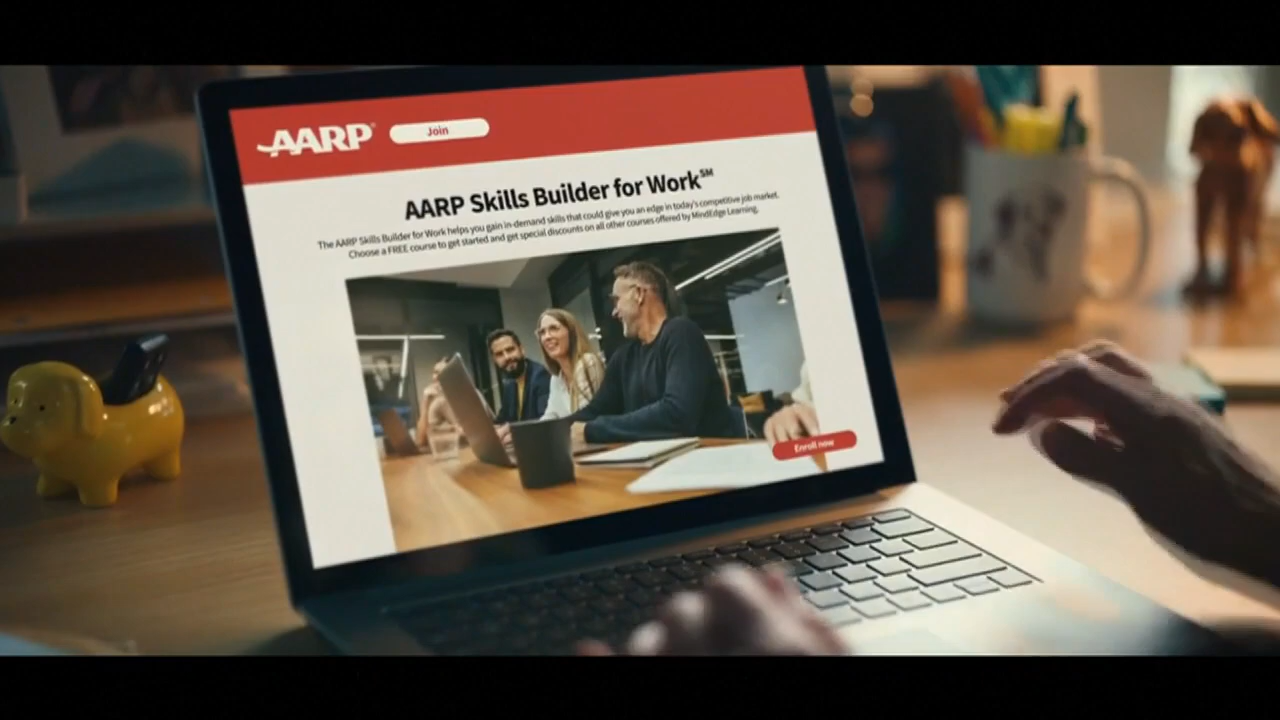 AARP®
Join
AARP Skills Builder for Work℠
The AARP Skills Builder for Work helps you gain in-demand skills that could give you an edge in today's competitive job market.
Choose a FREE course to get started and get special discounts on all other courses offered by MindEdge Learning.
Enroll now